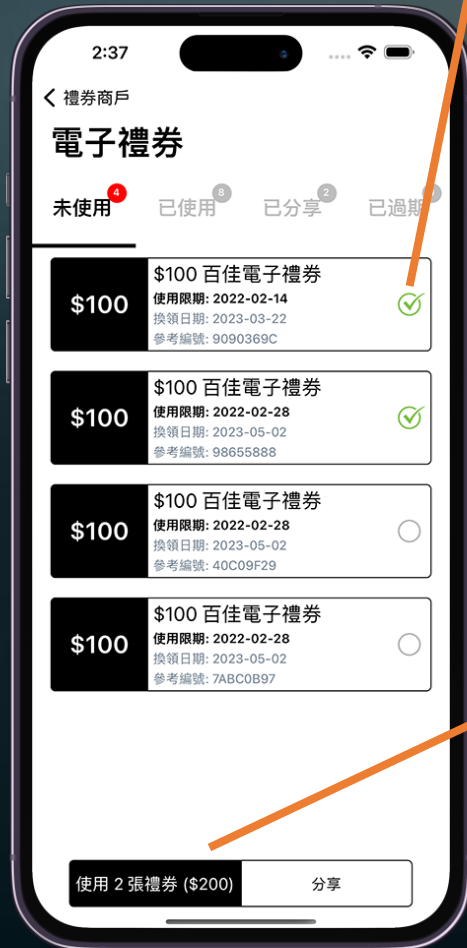 2:37
禮券商戶
電子禮券
未使用 4
已使用 8
已分享 2
已過期
$100
$100 百佳電子禮券
使用限期: 2022-02-14
換領日期: 2023-03-22
參考編號: 9090369C
$100
$100 百佳電子禮券
使用限期: 2022-02-28
換領日期: 2023-05-02
參考編號: 98655888
$100
$100 百佳電子禮券
使用限期: 2022-02-28
換領日期: 2023-05-02
參考編號: 40C09F29
$100
$100 百佳電子禮券
使用限期: 2022-02-28
換領日期: 2023-05-02
參考編號: 7ABC0B97
使用 2 張禮券 ($200)
分享